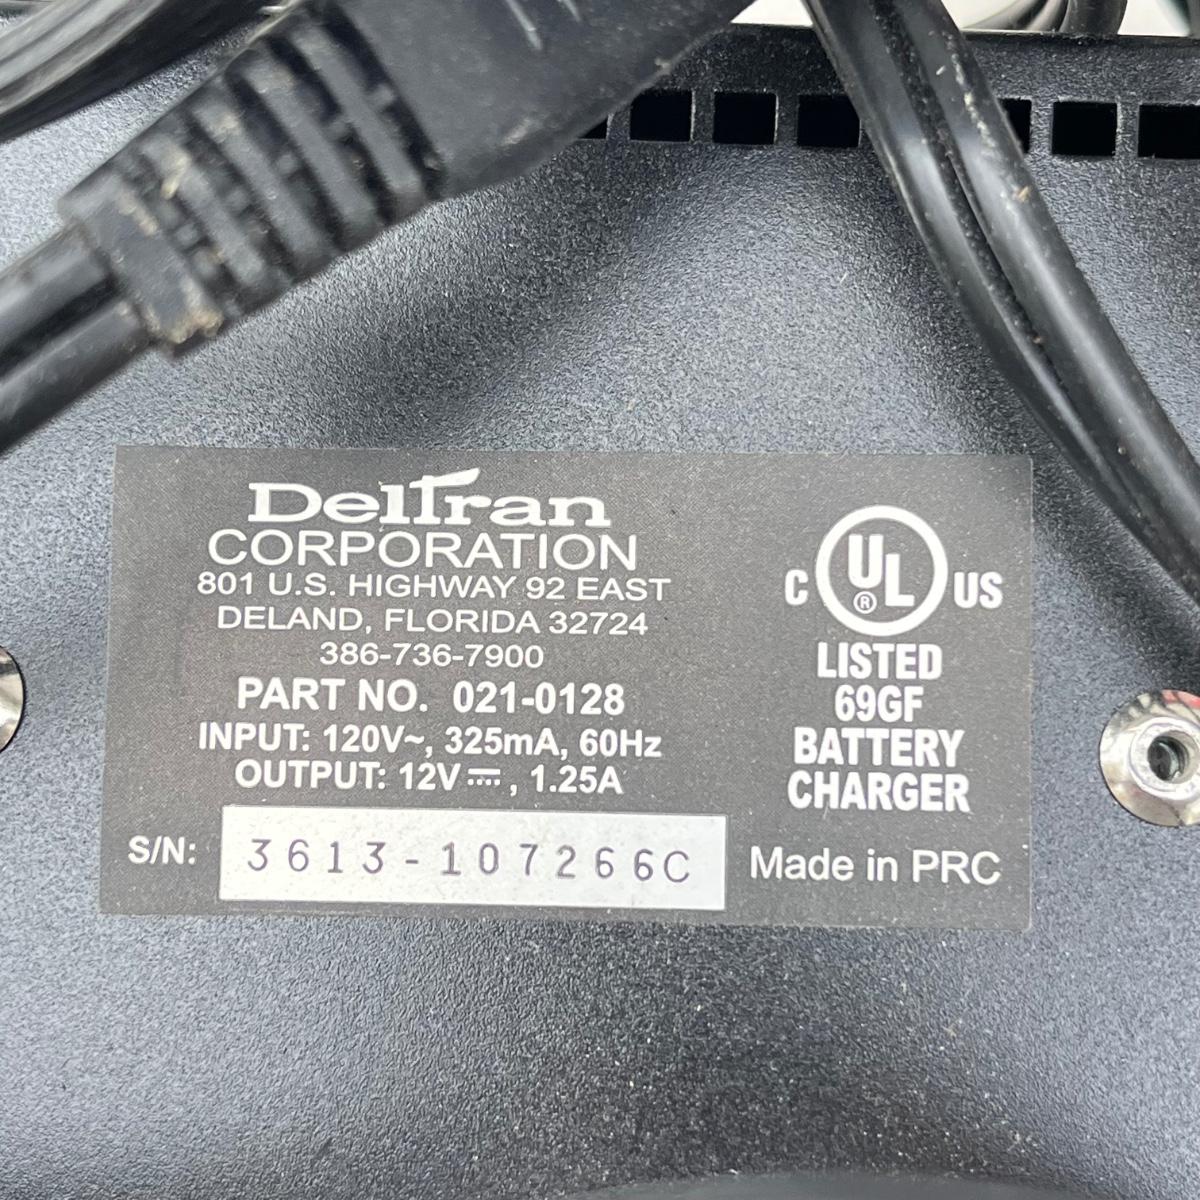 DelTran
CORPORATION
801 U.S. HIGHWAY 92 EAST
DELAND, FLORIDA 32724
386-736-7900
PART NO. 021-0128
INPUT: 120V~, 325mA, 60Hz
OUTPUT: 12V⎓, 1.25A
S/N: 3613-107266C
C UL® US
LISTED
69GF
BATTERY
CHARGER
Made in PRC